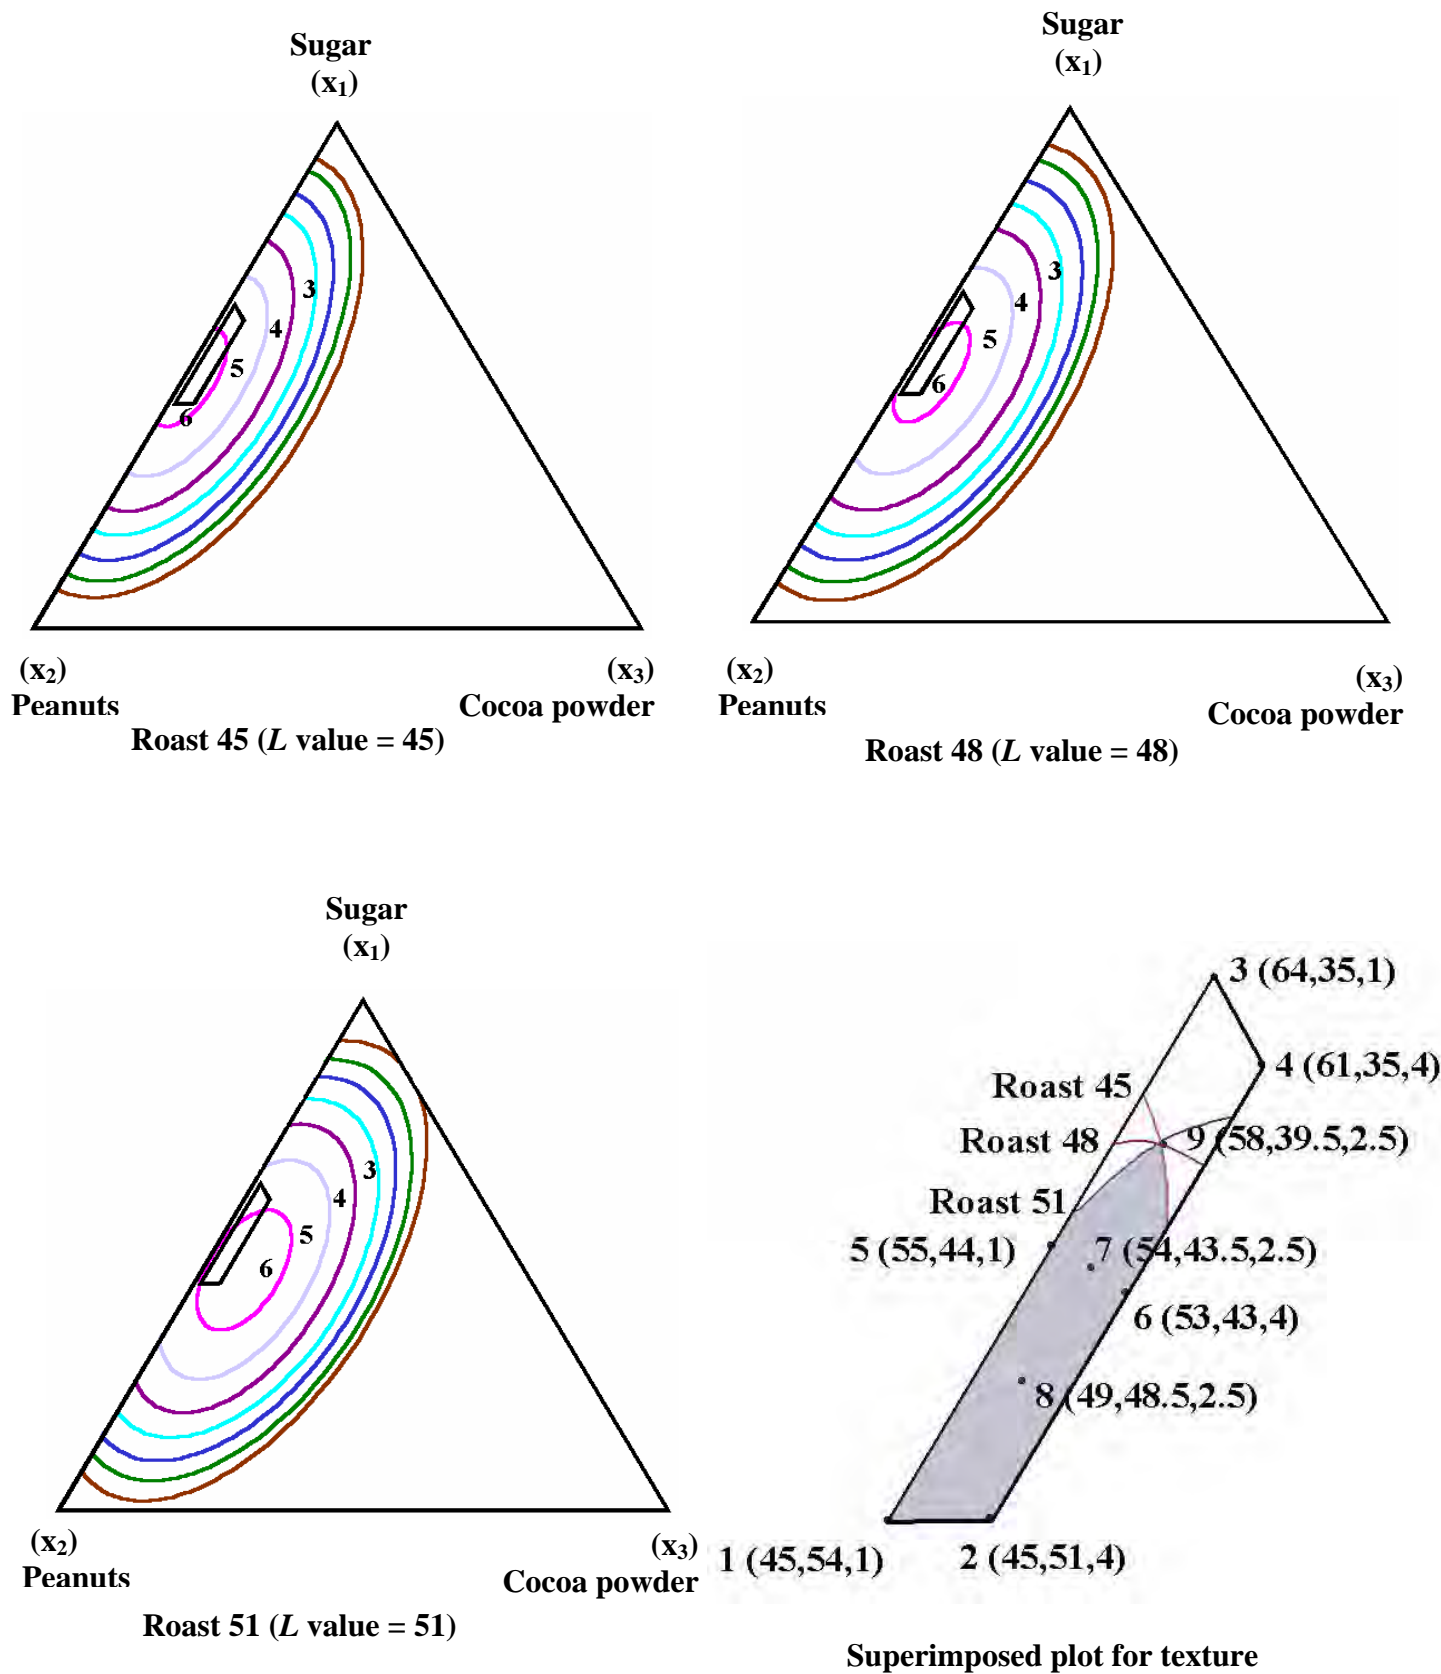 Sugar
(x₁)
3
4
5
6
(x₂)
Peanuts
(x₃)
Cocoa powder
Roast 45 (L value = 45)
Sugar
(x₁)
3
4
5
6
(x₂)
Peanuts
(x₃)
Cocoa powder
Roast 48 (L value = 48)
Sugar
(x₁)
3
4
5
6
(x₂)
Peanuts
(x₃)
Cocoa powder
Roast 51 (L value = 51)
3 (64,35,1)
4 (61,35,4)
Roast 45
Roast 48
9 (58,39.5,2.5)
Roast 51
5 (55,44,1)
7 (54,43.5,2.5)
6 (53,43,4)
8 (49,48.5,2.5)
1 (45,54,1)
2 (45,51,4)
Superimposed plot for texture